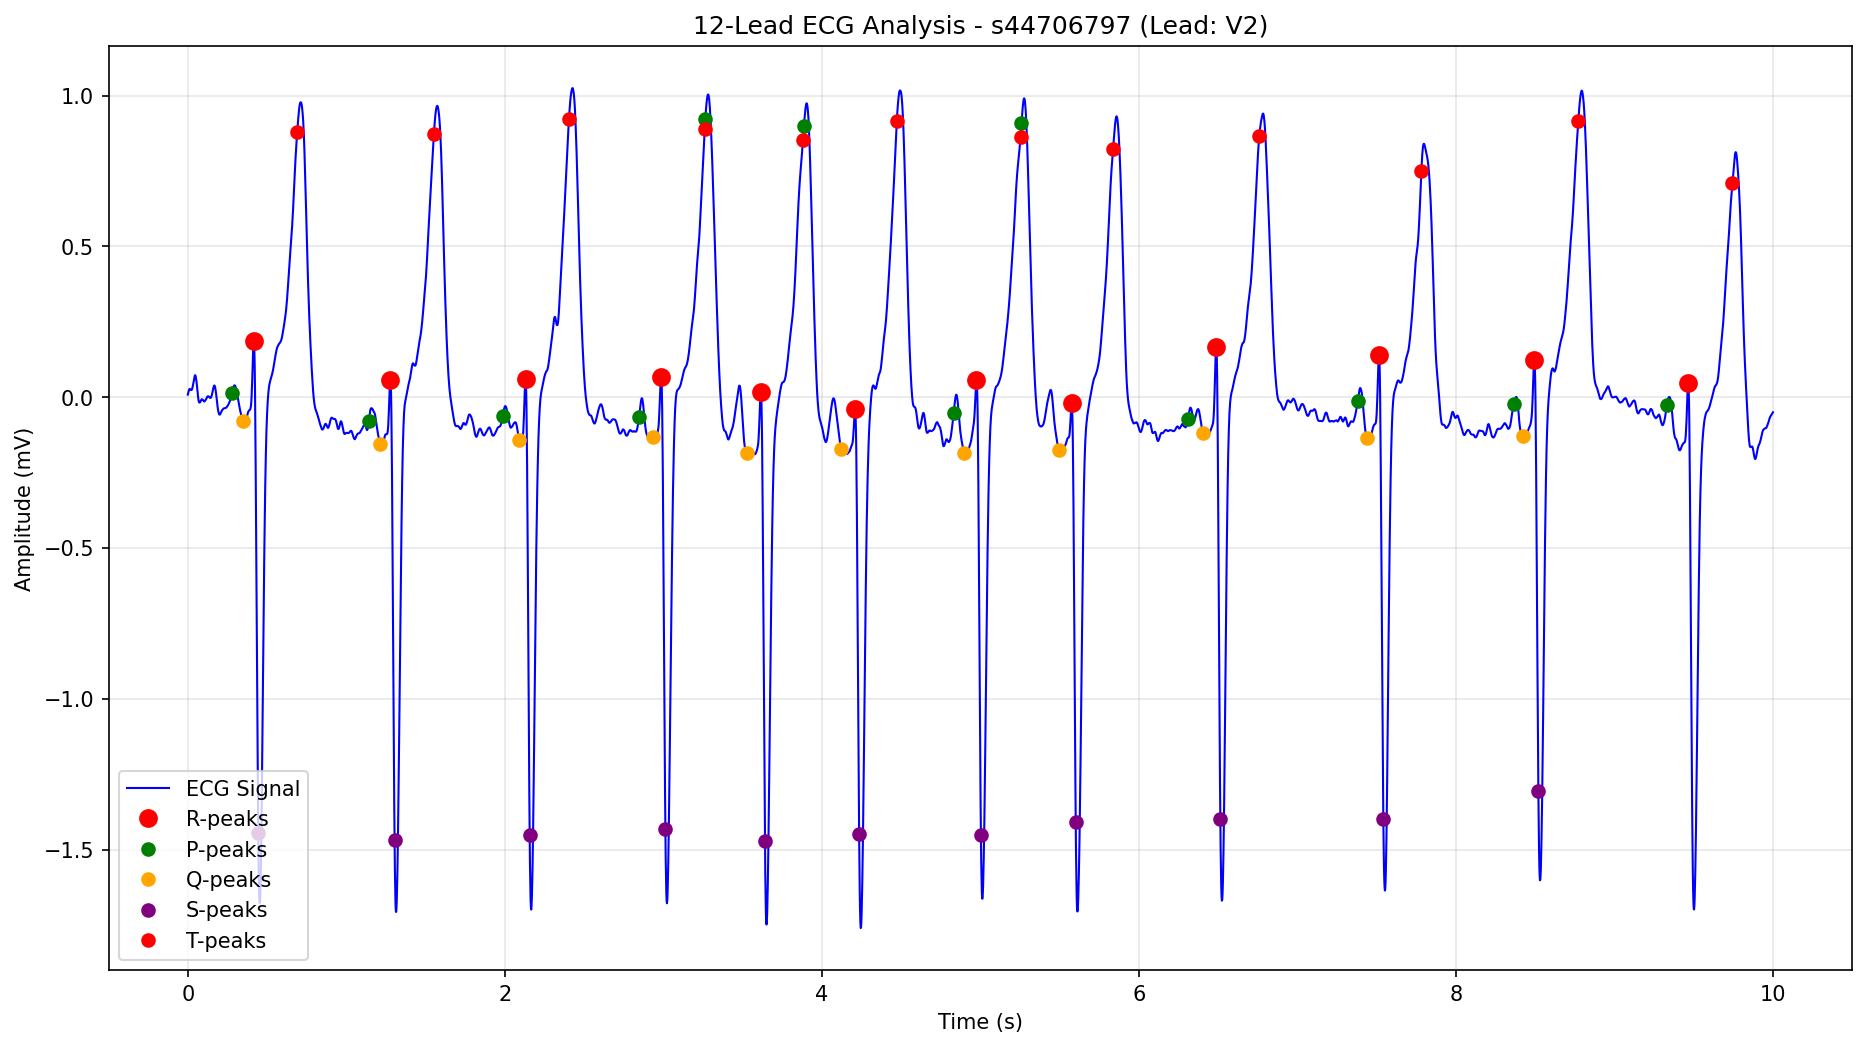 12-Lead ECG Analysis - s44706797 (Lead: V2)
Amplitude (mV)
1.0
0.5
0.0
−0.5
−1.0
−1.5
ECG Signal
R-peaks
P-peaks
Q-peaks
S-peaks
T-peaks
0 2 4 6 8 10
Time (s)